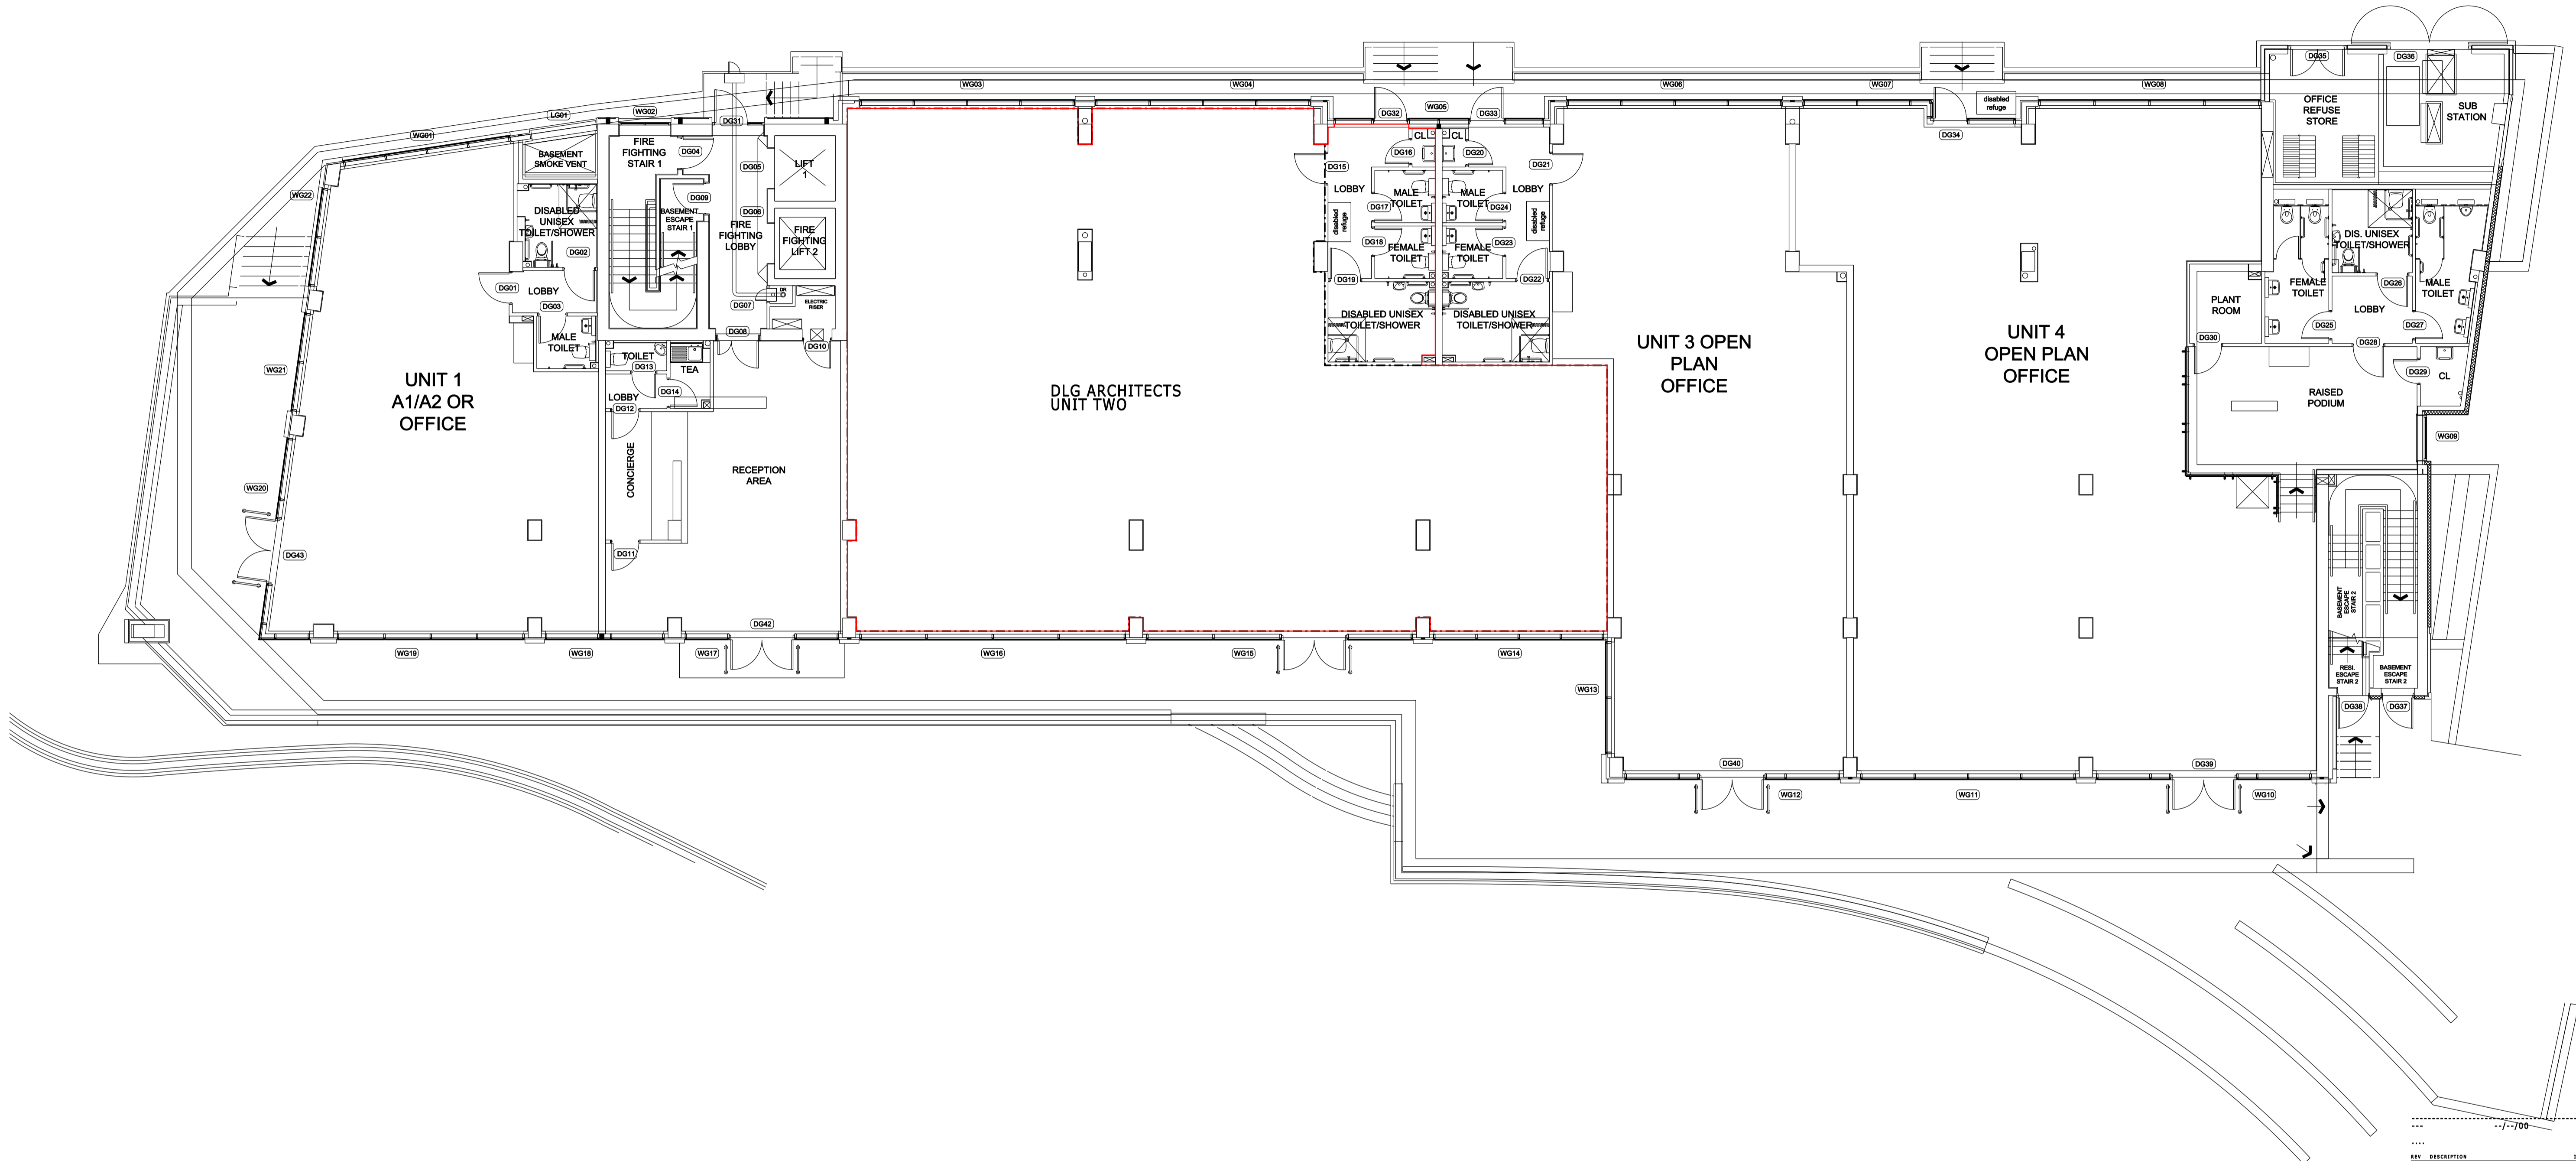 WG03
WG04
WG05
WG06
WG07
WG08
DG35
DG36
LG01
WG02
WG01
DG31
DG32
DG33
disabled
refuge
DG34
OFFICE
REFUSE
STORE
SUB
STATION
FIRE
FIGHTING
STAIR 1
DG04
BASEMENT
SMOKE VENT
DG05
LIFT
1
DG15
CL
CL
DG16
DG20
DG21
WG22
DG09
DG06
LOBBY
MALE
TOILET
MALE
TOILET
LOBBY
DG17
DG24
disabled
refuge
disabled
refuge
DISABLED
UNISEX
TOILET/SHOWER
DG02
BASEMENT
ESCAPE
STAIR 1
FIRE
FIGHTING
LOBBY
FIRE
FIGHTING
LIFT 2
DG18
DG23
FEMALE
TOILET
FEMALE
TOILET
DG19
DG22
DIS. UNISEX
TOILET/SHOWER
FEMALE
TOILET
DG26
MALE
TOILET
DG01
LOBBY
DG03
DG07
DR
ELECTRIC
RISER
DISABLED UNISEX
TOILET/SHOWER
DISABLED UNISEX
TOILET/SHOWER
PLANT
ROOM
LOBBY
DG25
DG27
DG30
DG28
MALE
TOILET
DG08
DG10
TOILET
DG13
TEA
DG14
LOBBY
DG12
DG29
CL
WG21
UNIT 1
A1/A2 OR
OFFICE
DLG ARCHITECTS
UNIT TWO
UNIT 3 OPEN
PLAN
OFFICE
UNIT 4
OPEN PLAN
OFFICE
RAISED
PODIUM
WG09
CONCIERGE
RECEPTION
AREA
WG20
DG43
DG11
BASEMENT
ESCAPE
STAIR 2
DG42
WG19
WG18
WG17
WG16
WG15
WG14
WG13
RESI.
ESCAPE
STAIR 2
BASEMENT
ESCAPE
STAIR 2
DG38
DG37
DG40
DG39
WG12
WG11
WG10
--- --/--/00
....
REV DESCRIPTION